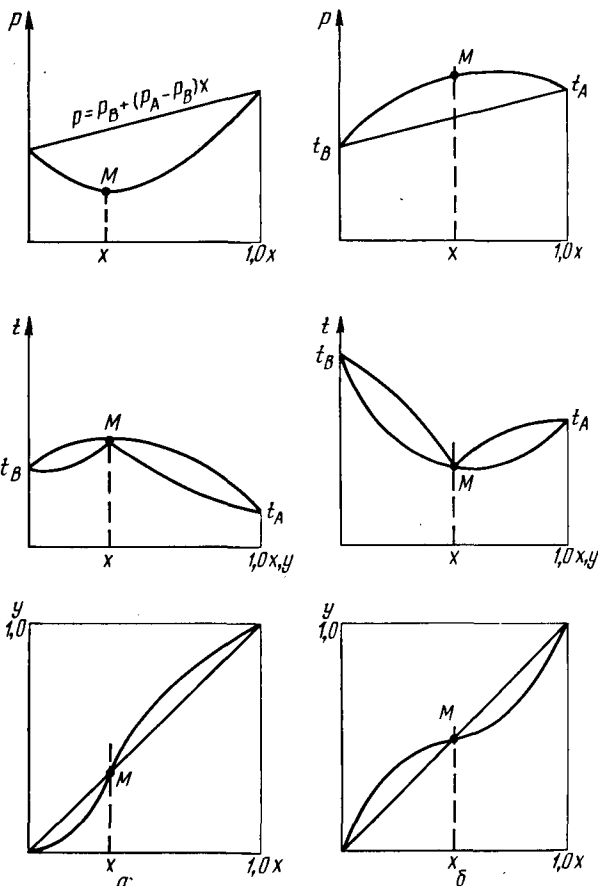 p
p = p_B + (p_A - p_B)x
M
x
1,0 x
p
M
t_A
t_B
x
1,0 x
t
M
t_B
t_A
x
1,0 x,y
t
t_B
t_A
M
x
1,0 x,y
y
1,0
M
x
1,0 x
а
y
1,0
M
x
1,0 x
б